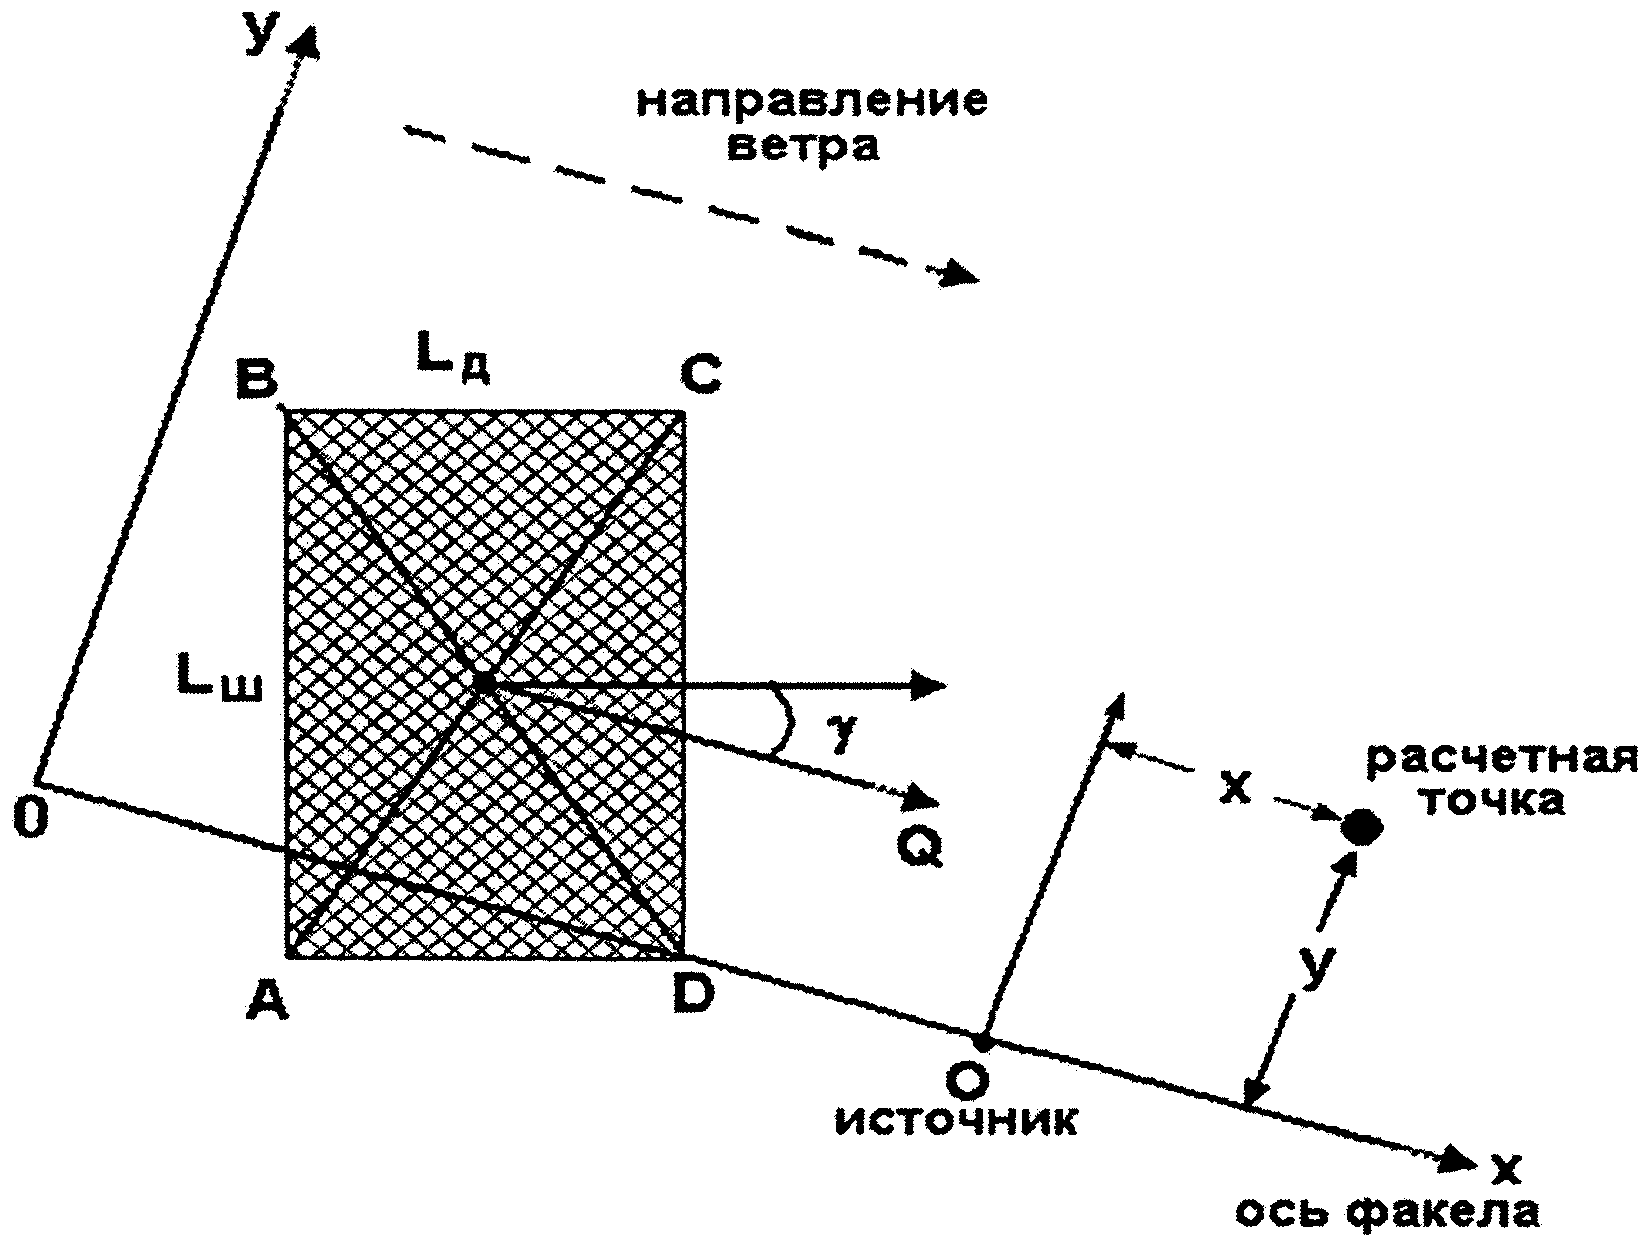 У
направление
ветра
B
Lд
C
Lш
γ
0
Q
x
расчетная
точка
y
A
D
O
источник
x
ось факела